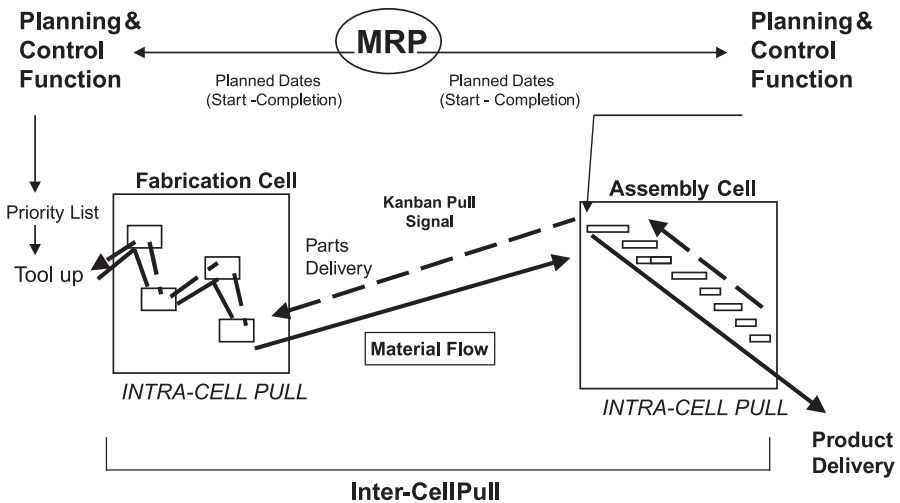 Planning &
Control
Function
MRP
Planning &
Control
Function
Planned Dates
(Start -Completion)
Planned Dates
(Start - Completion)
Fabrication Cell
Assembly Cell
Priority List
Kanban Pull
Signal
Parts
Delivery
Tool up
Material Flow
INTRA-CELL PULL
INTRA-CELL PULL
Product
Delivery
Inter-CellPull